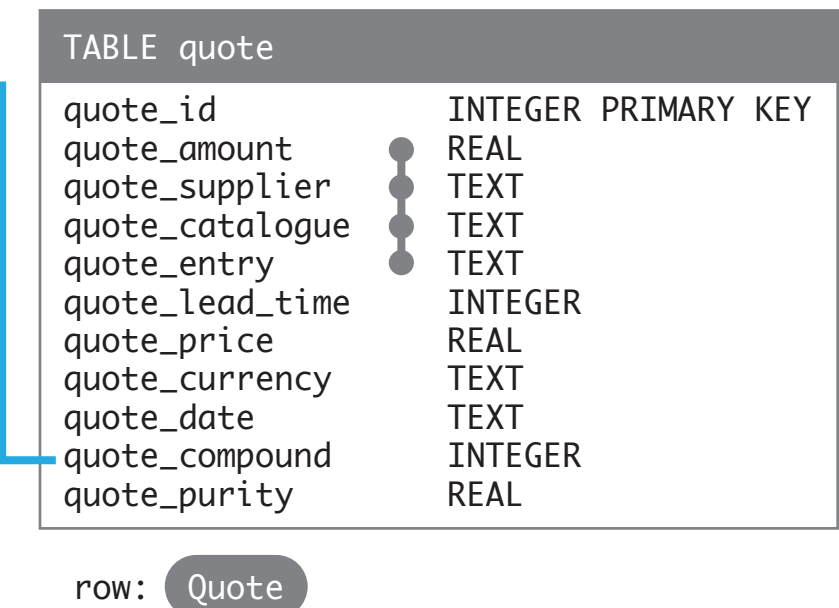 TABLE quote
quote_id INTEGER PRIMARY KEY
quote_amount REAL
quote_supplier TEXT
quote_catalogue TEXT
quote_entry TEXT
quote_lead_time INTEGER
quote_price REAL
quote_currency TEXT
quote_date TEXT
quote_compound INTEGER
quote_purity REAL
row: Quote